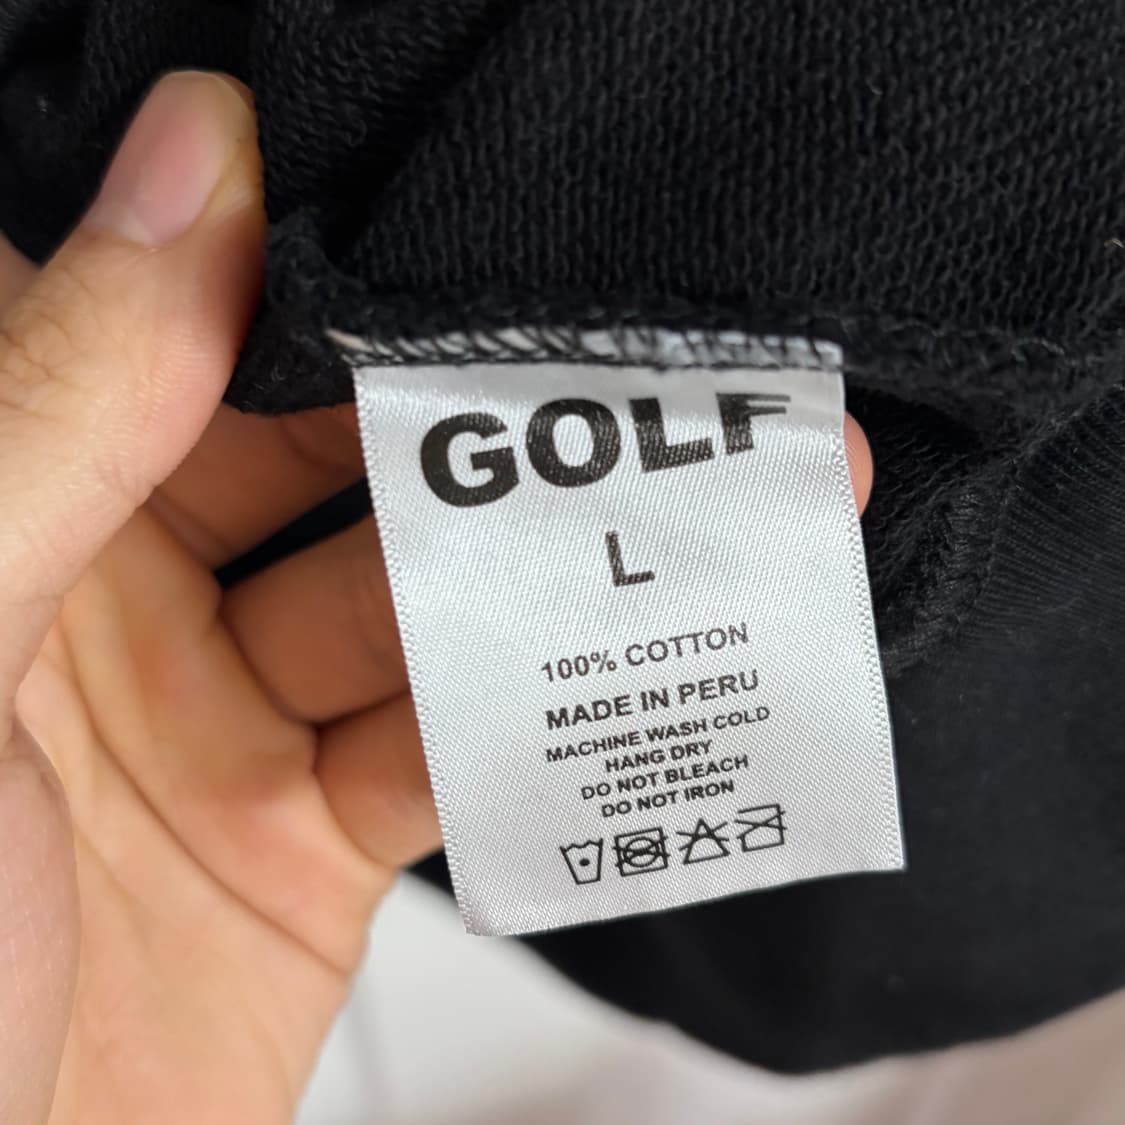 GOLF
L
100% COTTON
MADE IN PERU
MACHINE WASH COLD
HANG DRY
DO NOT BLEACH
DO NOT IRON